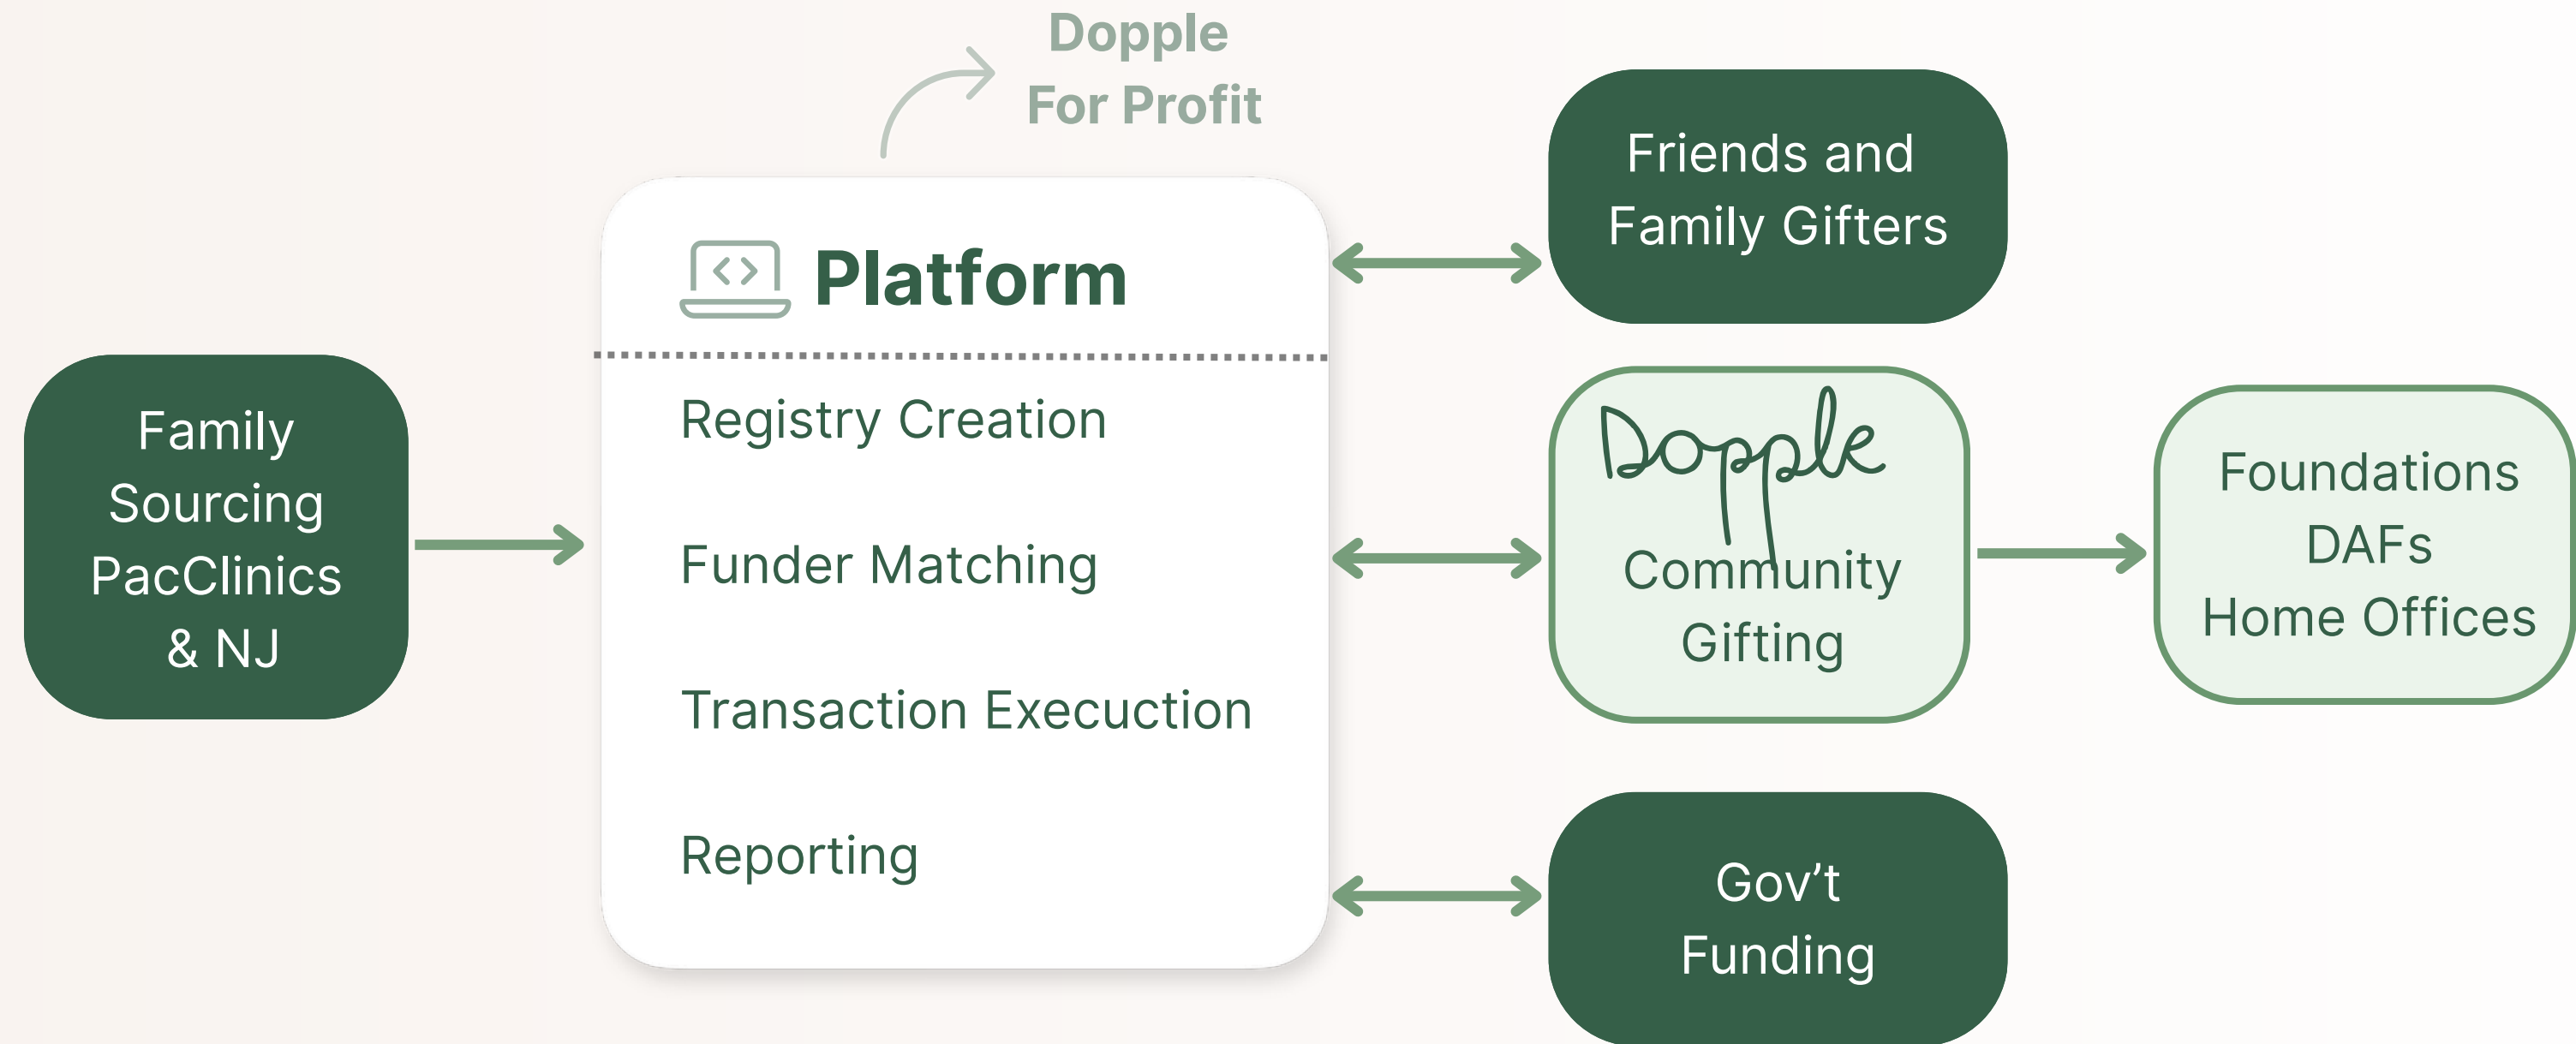 Dopple
For Profit
Family
Sourcing
PacClinics
& NJ
Platform
Registry Creation
Funder Matching
Transaction Execuction
Reporting
Friends and
Family Gifters
Dopple
Community
Gifting
Gov’t
Funding
Foundations
DAFs
Home Offices